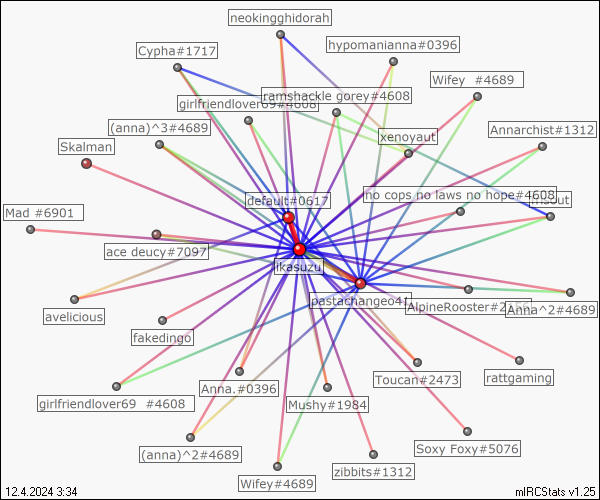 neokingghidorah
hypomanianna#0396
Cypha#1717
Wifey #4689
ramshackle gorey#4608
girlfriendlover69 #4608
(anna)^3#4689
Annarchist#1312
xenoyaut
Skalman
default#0617
no cops no laws no hope#4608
Mad #6901
ace deucy#7097
ikasuzu
pastachangeo41
AlpineRooster#2
Anna^2#4689
avelicious
fakedingo
Toucan#2473
rattgaming
Anna.#0396
girlfriendlover69 #4608
Mushy#1984
(anna)^2#4689
Soxy Foxy#5076
zibbits#1312
Wifey#4689
12.4.2024 3:34
mIRCStats v1.25